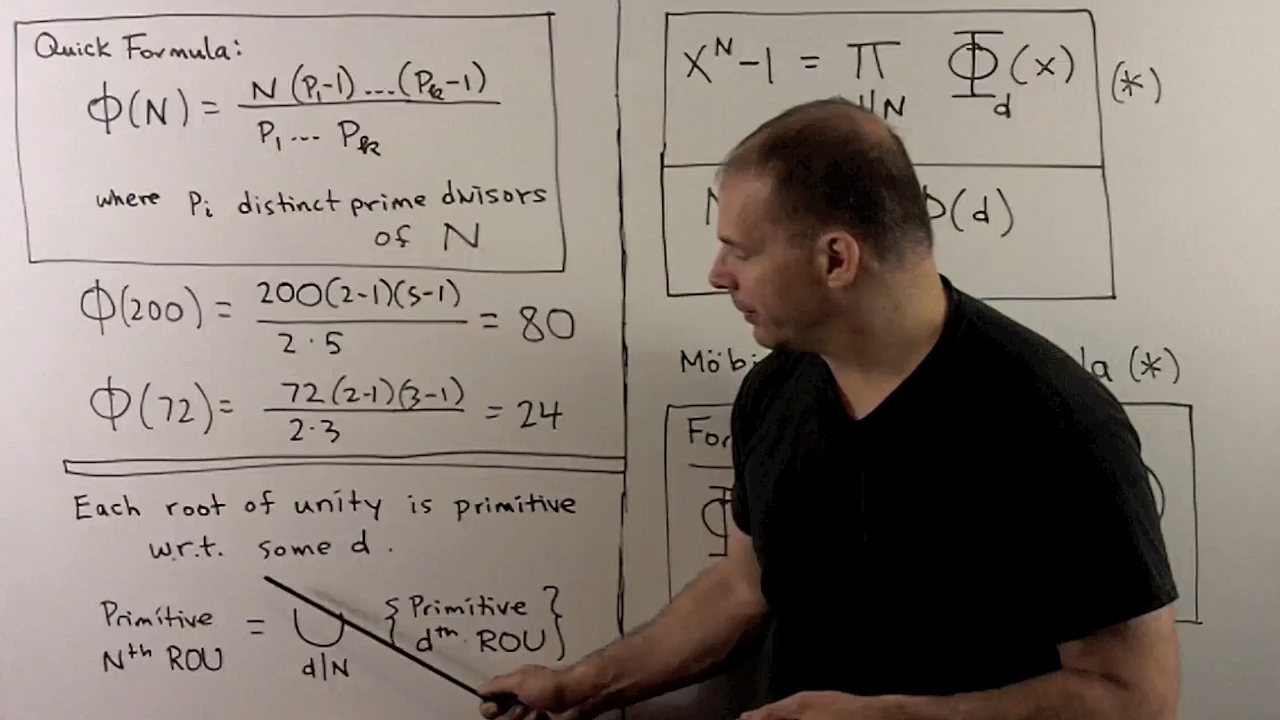 Quick Formula:
Φ(N) = N(P₁-1)....(Pₖ-1) / P₁... Pₖ
where Pᵢ distinct prime divisors
of N
Φ(200) = 200(2-1)(5-1) / 2·5 = 80
Φ(72) = 72(2-1)(3-1) / 2·3 = 24
Each root of unity is primitive
w.r.t. some d.
Primitive Nᵗʰ ROU = ∪ d|N { Primitive dᵗʰ ROU }
Xᴺ-1 = π |N Φd(x) (*)
(d)
(*)